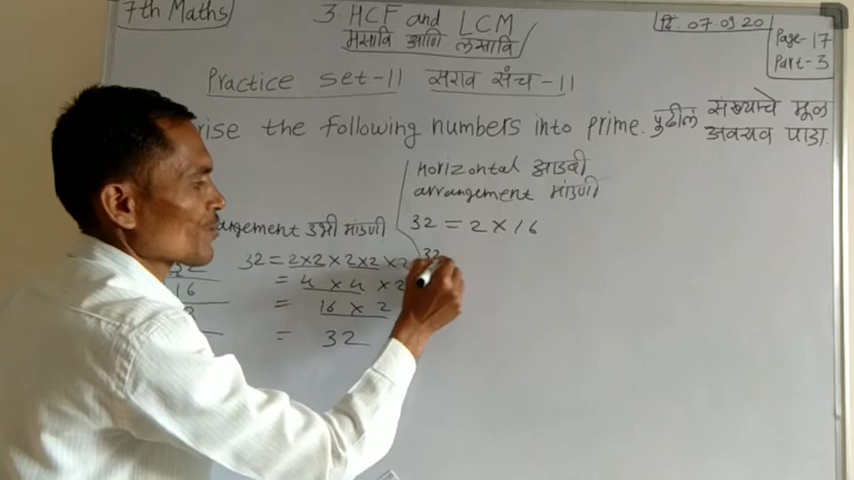 7th Maths
3. HCF and LCM
मसावि आणि लसावि
दि. 07.09.20
Page-17
Part-3
Practice set-11 सराव संच-11
rise the following numbers into prime. पुढील संख्याचे मूळ
अवयव पाडा.
Horizontal आडवी
arrangement मांडणी
angement उभी मांडणी
32 = 2 × 16
32 = 2×2×2×2×2
32
= 4 × 4 × 2
16
= 16 × 2
= 32